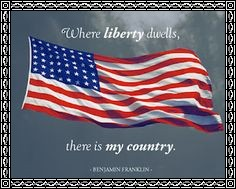 Where liberty dwells,
there is my country.
- BENJAMIN FRANKLIN -